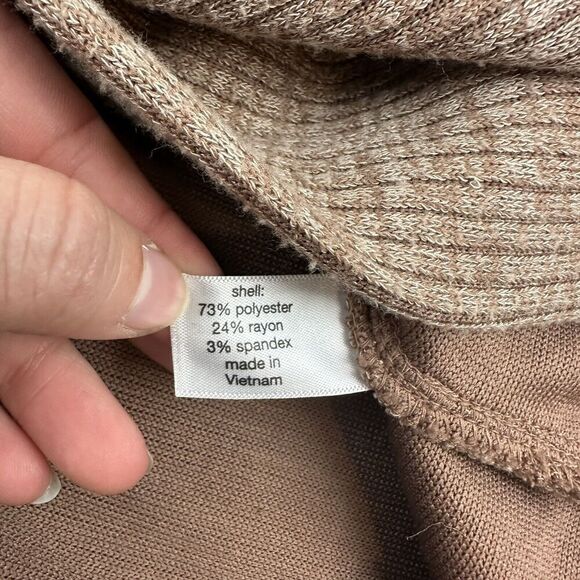 shell:
73% polyester
24% rayon
3% spandex
made in
Vietnam